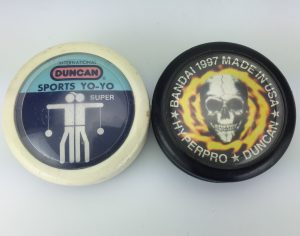 INTERNATIONAL
DUNCAN
SPORTS YO-YO
SUPER
BANDAI 1997 MADE IN USA
★ HYPERPRO ★ DUNCAN ★